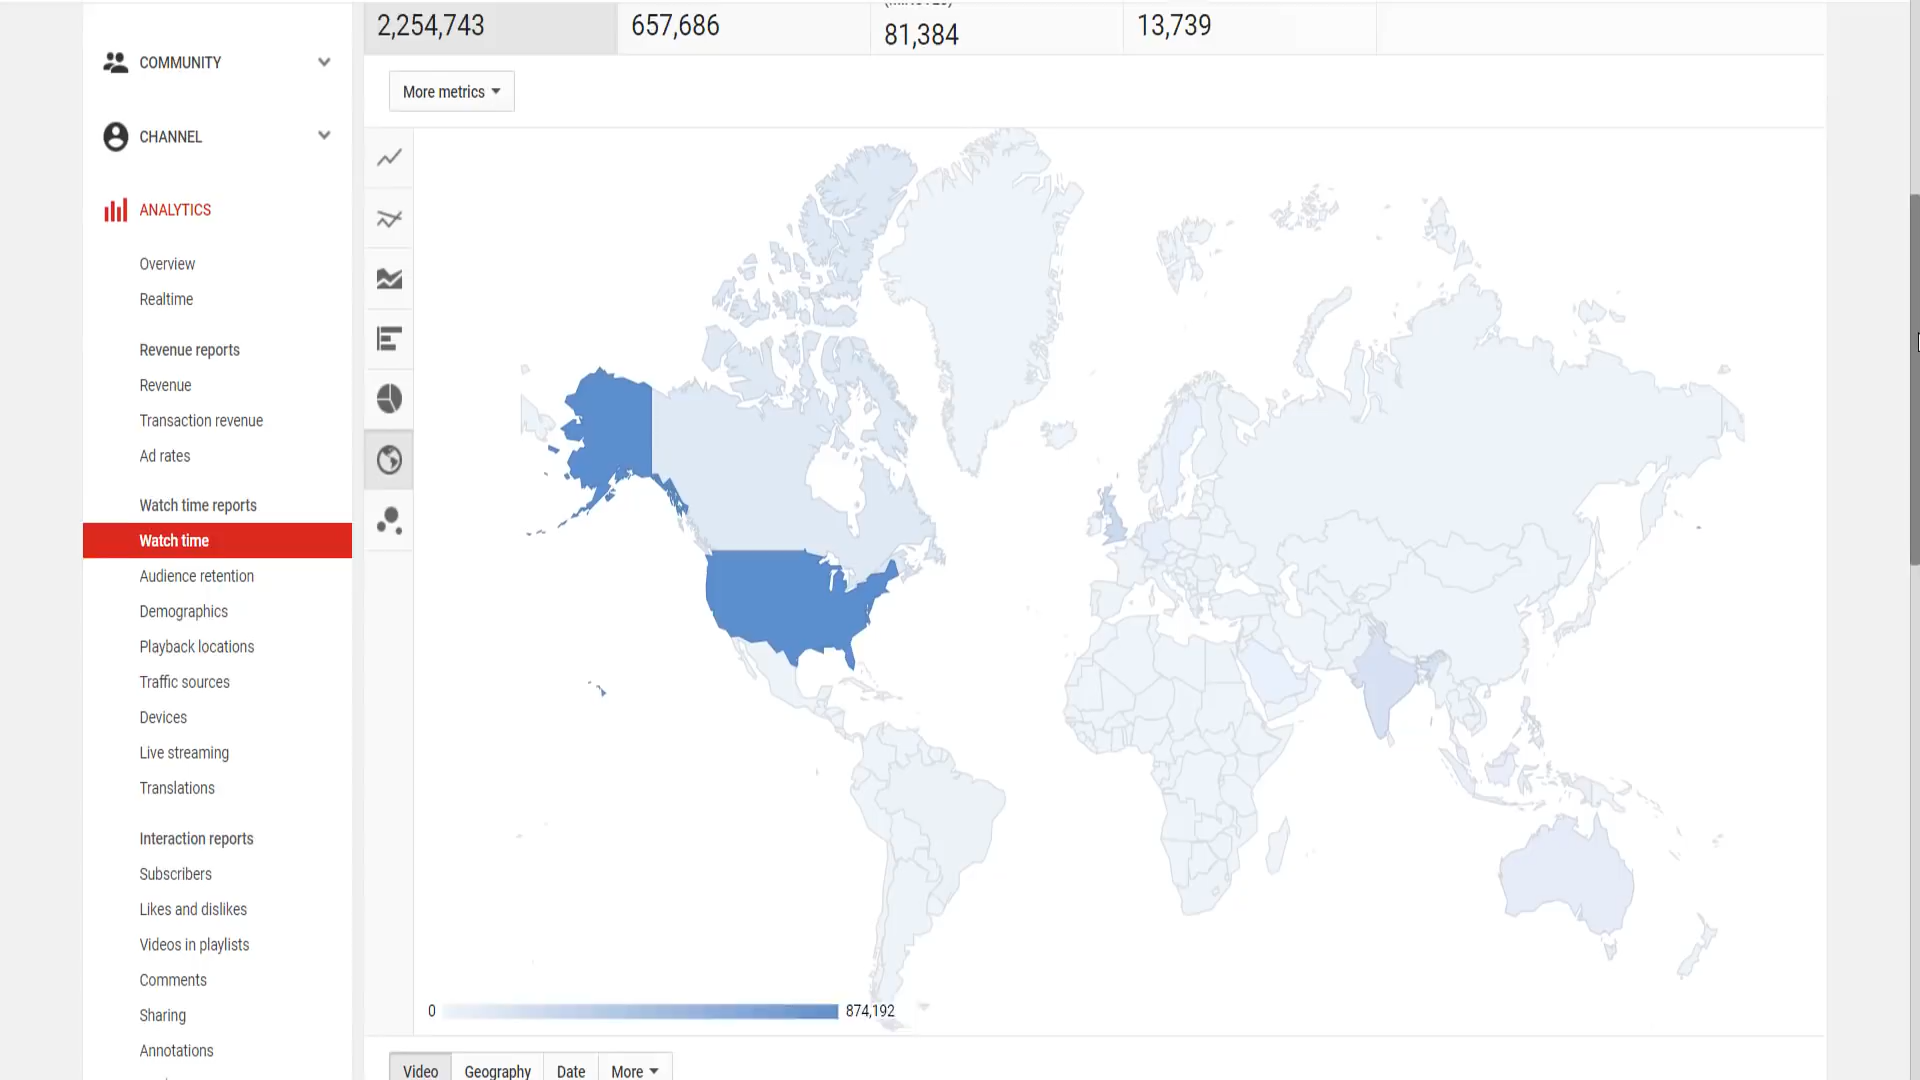 2,254,743
657,686
81,384
13,739
COMMUNITY
More metrics
CHANNEL
ANALYTICS
Overview
Realtime
Revenue reports
Revenue
Transaction revenue
Ad rates
Watch time reports
Watch time
Audience retention
Demographics
Playback locations
Traffic sources
Devices
Live streaming
Translations
Interaction reports
Subscribers
Likes and dislikes
Videos in playlists
Comments
Sharing
Annotations
0
874,192
Video
Geography
Date
More